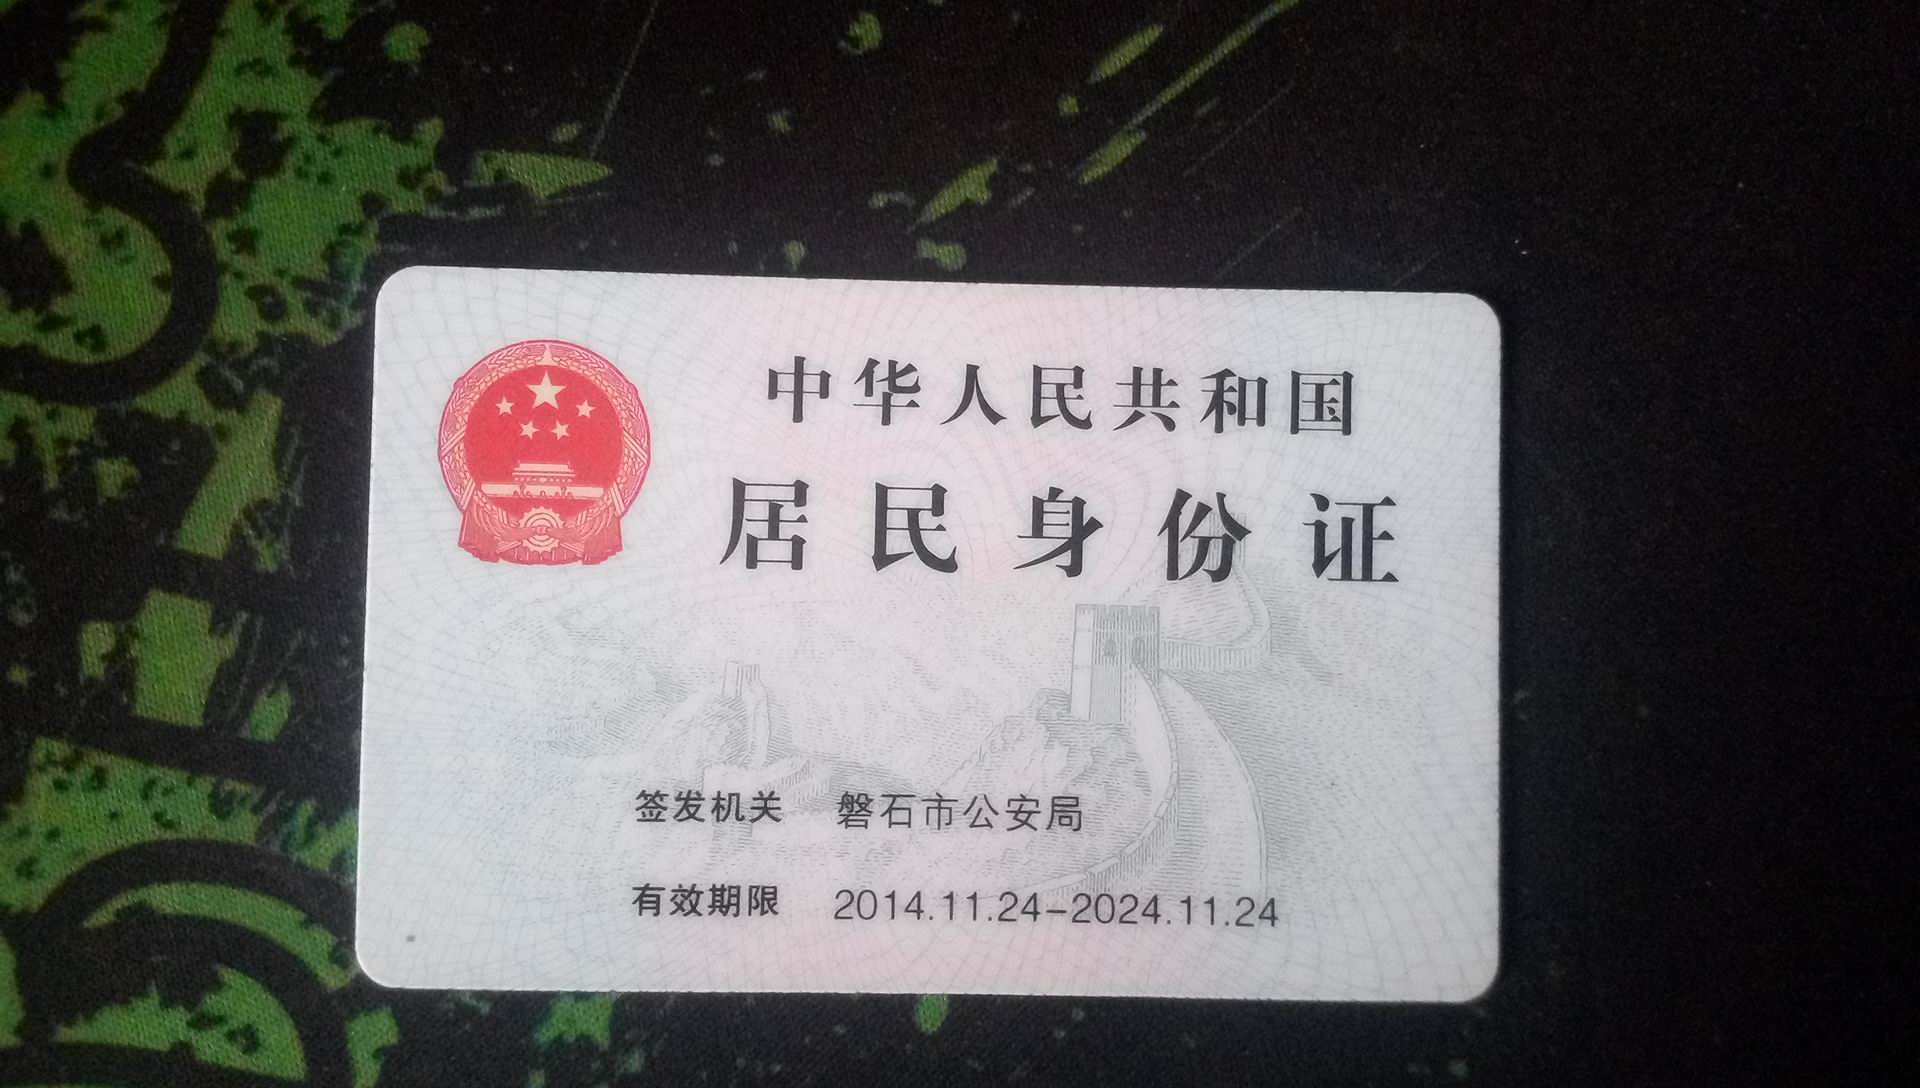 中华人民共和国
居民身份证
签发机关 磐石市公安局
有效期限 2014.11.24-2024.11.24